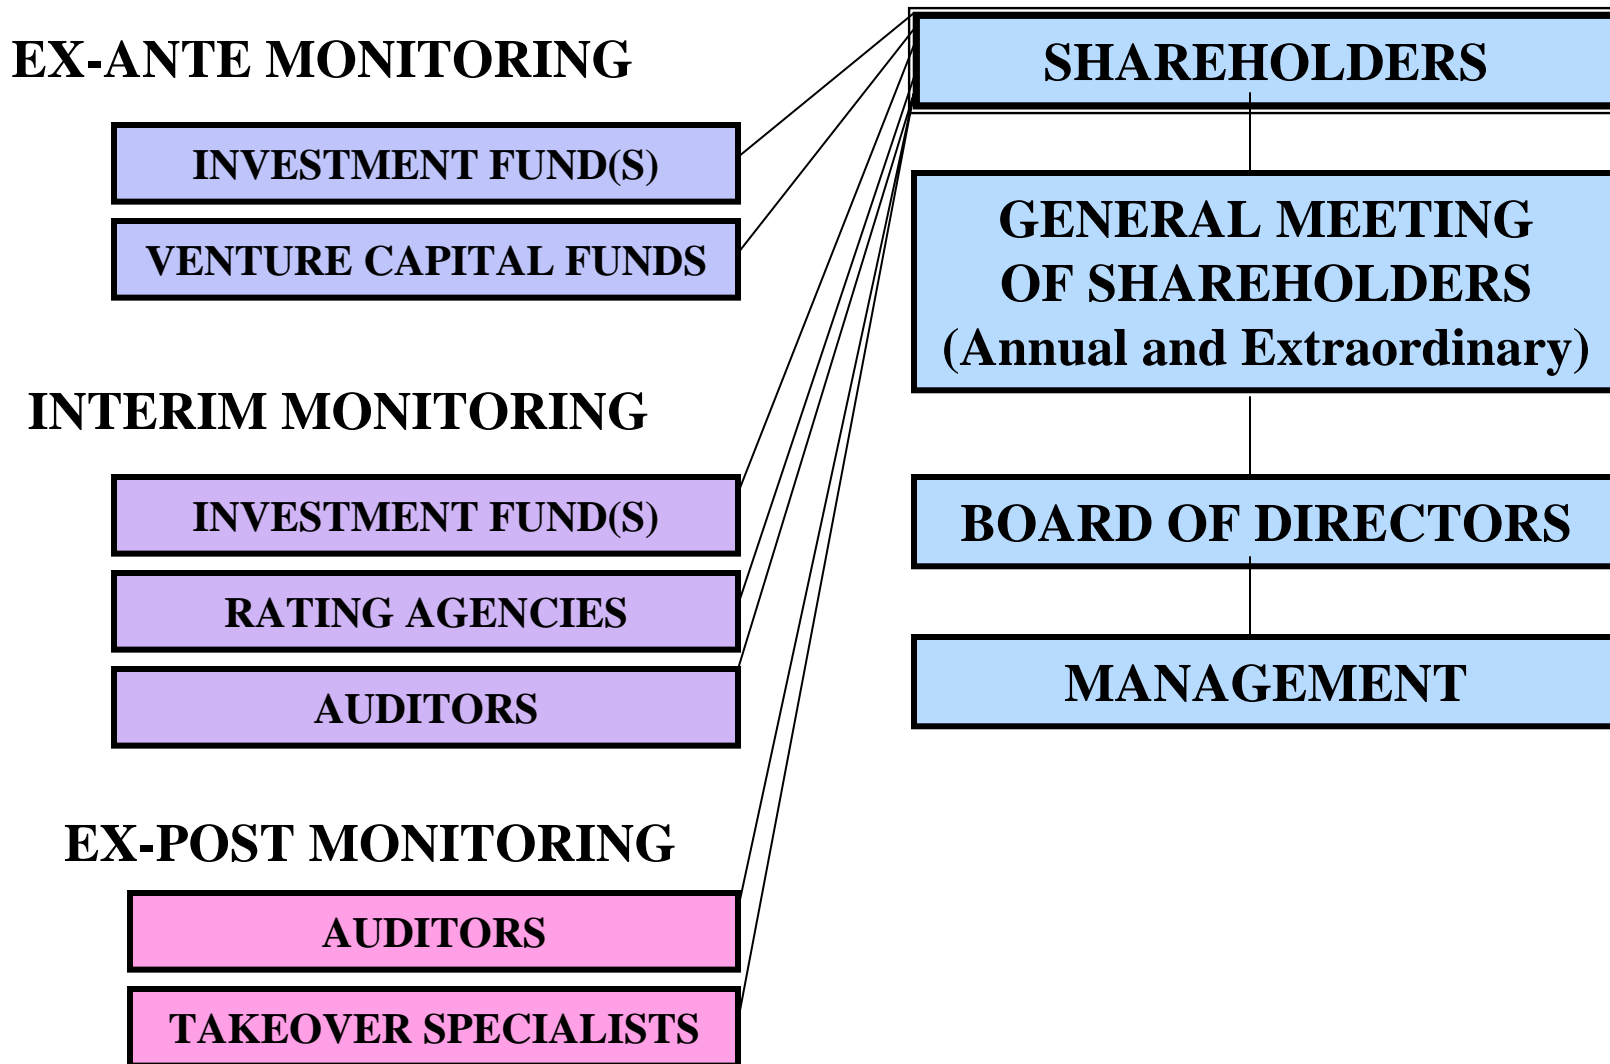 EX-ANTE MONITORING
INVESTMENT FUND(S)
VENTURE CAPITAL FUNDS
INTERIM MONITORING
INVESTMENT FUND(S)
RATING AGENCIES
AUDITORS
EX-POST MONITORING
AUDITORS
TAKEOVER SPECIALISTS
SHAREHOLDERS
GENERAL MEETING
OF SHAREHOLDERS
(Annual and Extraordinary)
BOARD OF DIRECTORS
MANAGEMENT